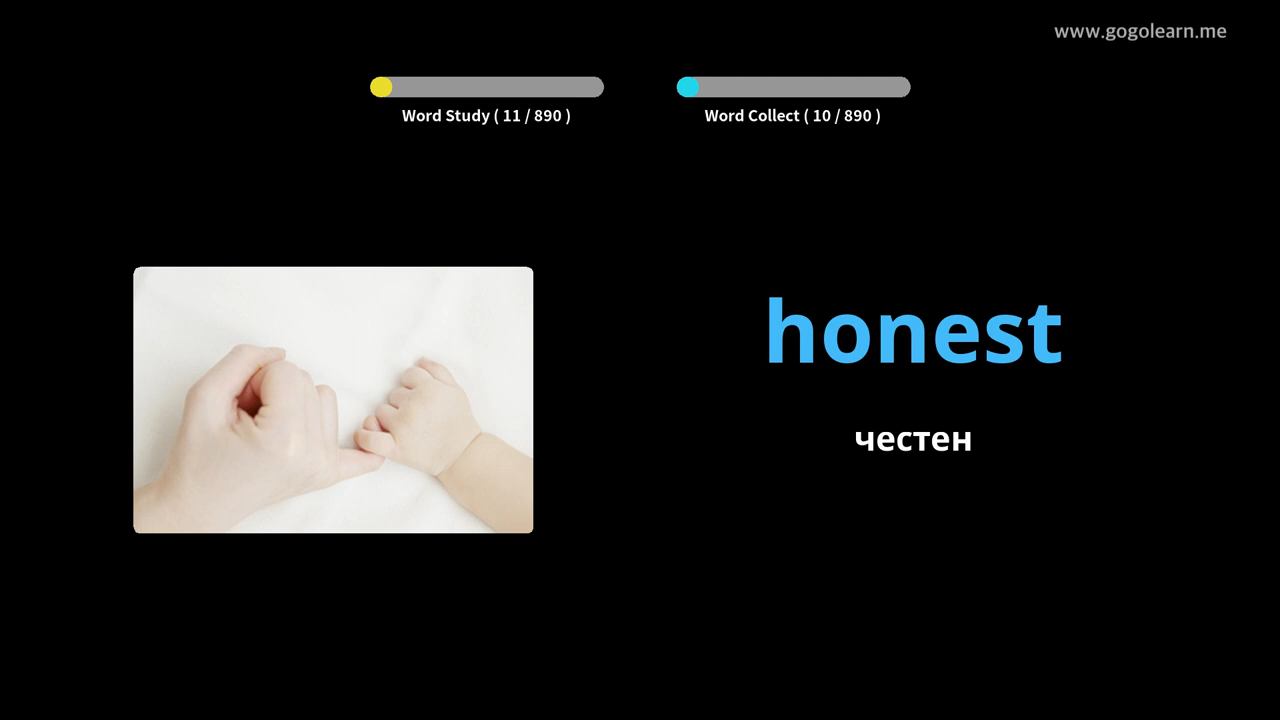 www.gogolearn.me
Word Study ( 11 / 890 )
Word Collect ( 10 / 890 )
honest
честен